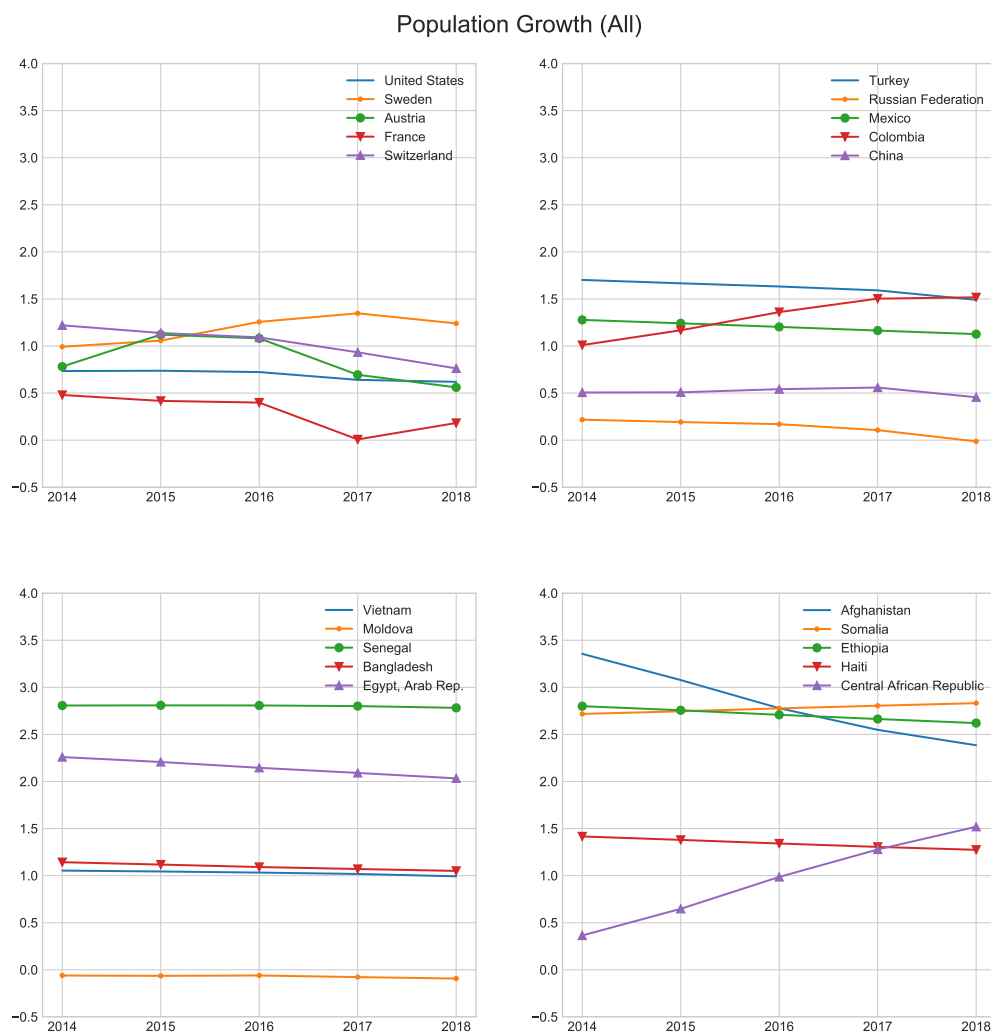 Population Growth (All)
4.0
3.5
3.0
2.5
2.0
1.5
1.0
0.5
0.0
−0.5
2014 2015 2016 2017 2018
United States
Sweden
Austria
France
Switzerland
4.0
3.5
3.0
2.5
2.0
1.5
1.0
0.5
0.0
−0.5
2014 2015 2016 2017 2018
Turkey
Russian Federation
Mexico
Colombia
China
4.0
3.5
3.0
2.5
2.0
1.5
1.0
0.5
0.0
−0.5
2014 2015 2016 2017 2018
Vietnam
Moldova
Senegal
Bangladesh
Egypt, Arab Rep.
4.0
3.5
3.0
2.5
2.0
1.5
1.0
0.5
0.0
−0.5
2014 2015 2016 2017 2018
Afghanistan
Somalia
Ethiopia
Haiti
Central African Republic